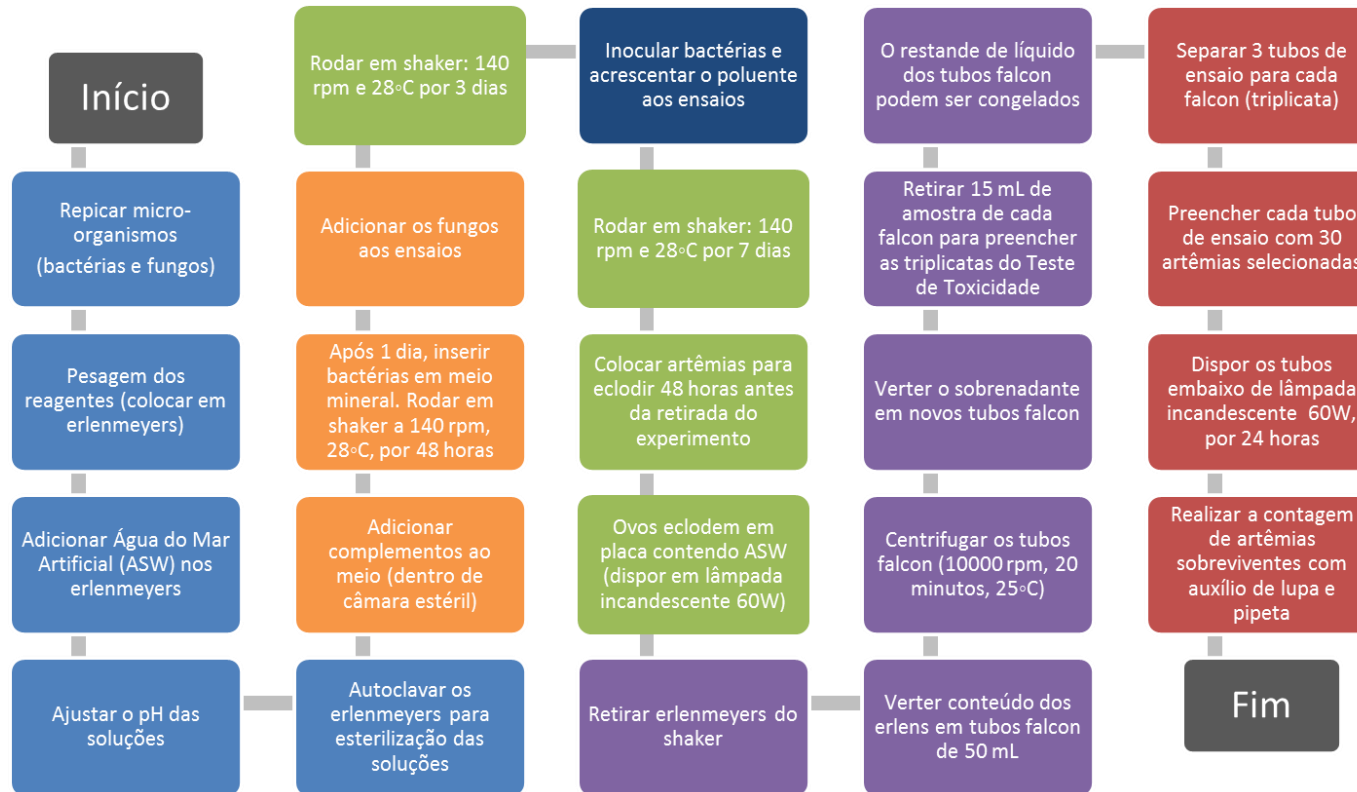 Início
Repicar micro-
organismos
(bactérias e fungos)
Pesagem dos
reagentes (colocar em
erlenmeyers)
Adicionar Água do Mar
Artificial (ASW) nos
erlenmeyers
Ajustar o pH das
soluções
Autoclavar os
erlenmeyers para
esterilização das
soluções
Adicionar
complementos ao
meio (dentro de
câmara estéril)
Após 1 dia, inserir
bactérias em meio
mineral. Rodar em
shaker a 140 rpm,
28◦C, por 48 horas
Adicionar os fungos
aos ensaios
Rodar em shaker: 140
rpm e 28◦C por 3 dias
Inocular bactérias e
acrescentar o poluente
aos ensaios
Rodar em shaker: 140
rpm e 28◦C por 7 dias
Colocar artêmias para
eclodir 48 horas antes
da retirada do
experimento
Ovos eclodem em
placa contendo ASW
(dispor em lâmpada
incandescente 60W)
Retirar erlenmeyers do
shaker
Verter conteúdo dos
erlens em tubos falcon
de 50 mL
Centrifugar os tubos
falcon (10000 rpm, 20
minutos, 25◦C)
Verter o sobrenadante
em novos tubos falcon
Retirar 15 mL de
amostra de cada
falcon para preencher
as triplicatas do Teste
de Toxicidade
O restande de líquido
dos tubos falcon
podem ser congelados
Separar 3 tubos de
ensaio para cada
falcon (triplicata)
Preencher cada tubo
de ensaio com 30
artêmias selecionadas
Dispor os tubos
embaixo de lâmpada
incandescente 60W,
por 24 horas
Realizar a contagem
de artêmias
sobreviventes com
auxílio de lupa e
pipeta
Fim